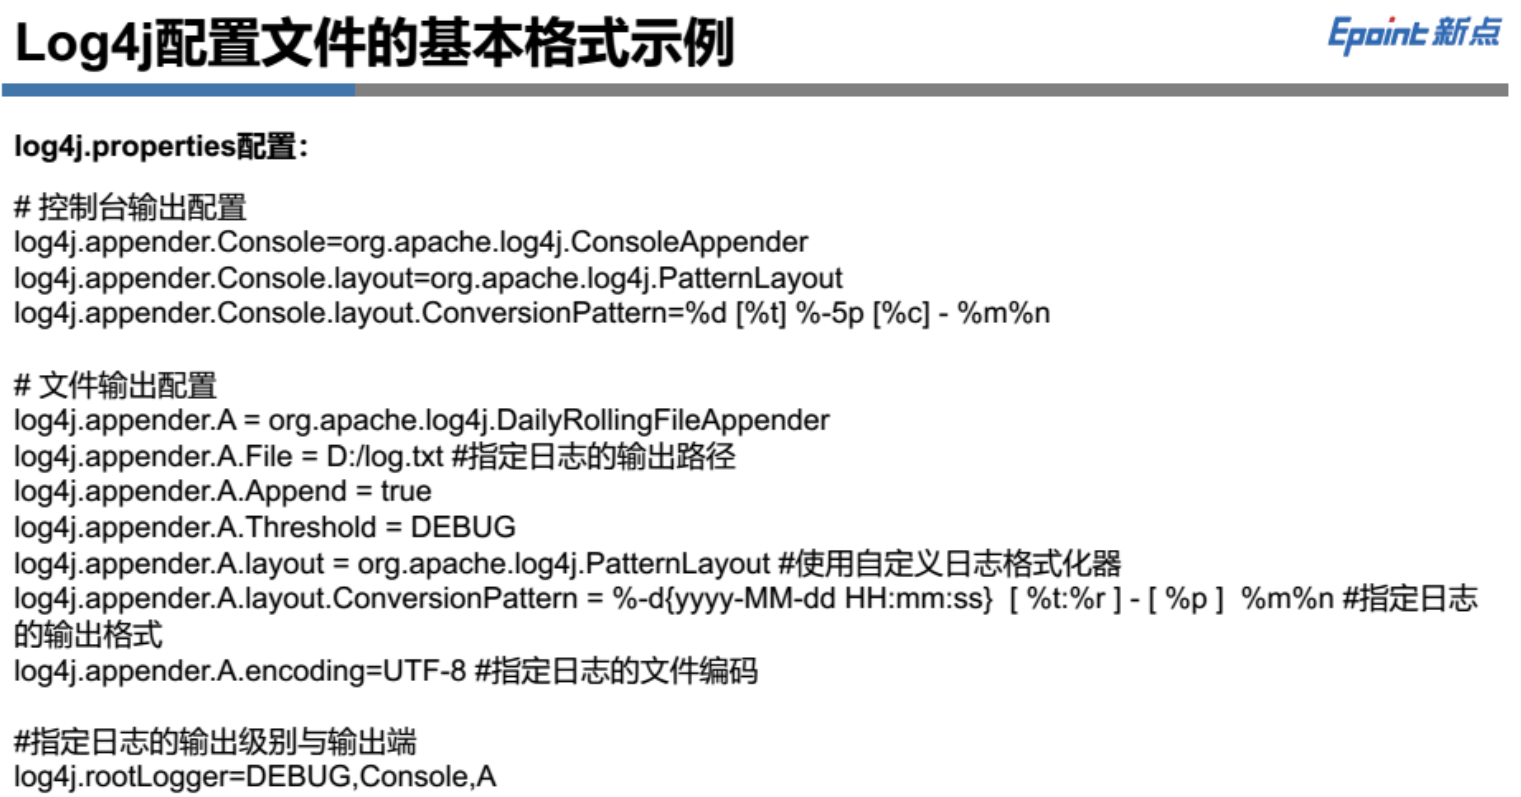 Log4j配置文件的基本格式示例
Epoint 新点
log4j.properties配置：
# 控制台输出配置
log4j.appender.Console=org.apache.log4j.ConsoleAppender
log4j.appender.Console.layout=org.apache.log4j.PatternLayout
log4j.appender.Console.layout.ConversionPattern=%d [%t] %-5p [%c] - %m%n
# 文件输出配置
log4j.appender.A = org.apache.log4j.DailyRollingFileAppender
log4j.appender.A.File = D:/log.txt #指定日志的输出路径
log4j.appender.A.Append = true
log4j.appender.A.Threshold = DEBUG
log4j.appender.A.layout = org.apache.log4j.PatternLayout #使用自定义日志格式化器
log4j.appender.A.layout.ConversionPattern = %-d{yyyy-MM-dd HH:mm:ss}  [ %t:%r ] - [ %p ]  %m%n #指定日志
的输出格式
log4j.appender.A.encoding=UTF-8 #指定日志的文件编码
#指定日志的输出级别与输出端
log4j.rootLogger=DEBUG,Console,A